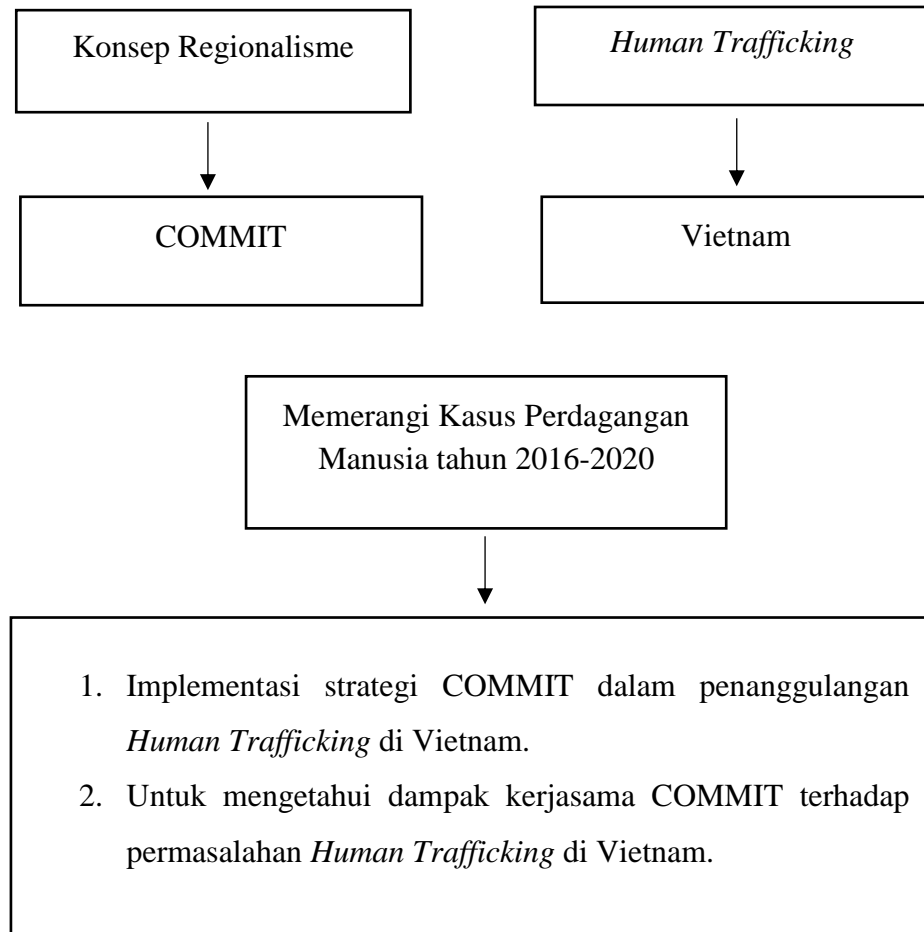 Konsep Regionalisme
Human Trafficking
COMMIT
Vietnam
Memerangi Kasus Perdagangan
Manusia tahun 2016-2020
1. Implementasi strategi COMMIT dalam penanggulangan
Human Trafficking di Vietnam.
2. Untuk mengetahui dampak kerjasama COMMIT terhadap
permasalahan Human Trafficking di Vietnam.